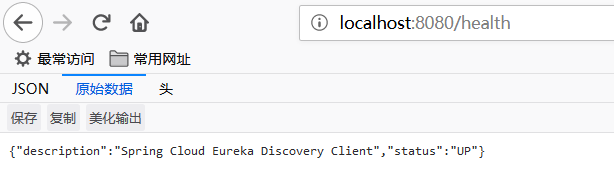 localhost:8080/health
最常访问 常用网址
JSON 原始数据 头
保存 复制 美化输出
{"description":"Spring Cloud Eureka Discovery Client","status":"UP"}